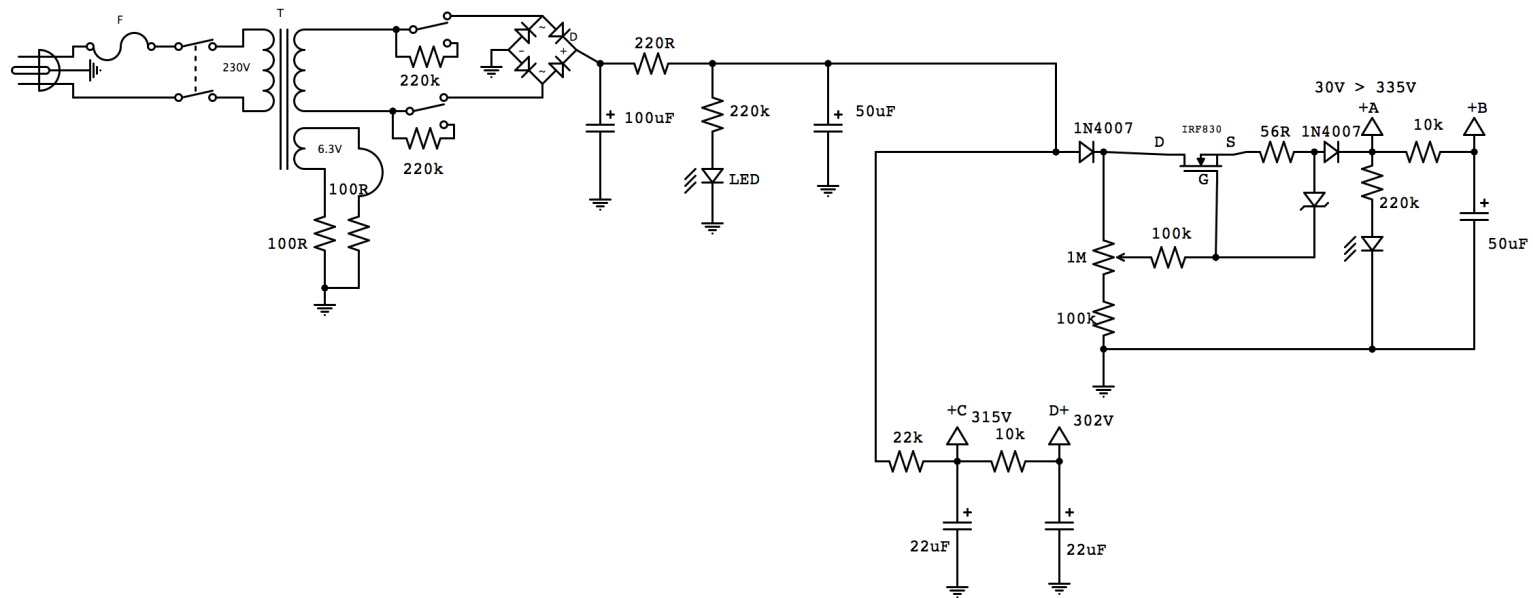 F
T
230V
6.3V
220k
220k
100R
100R
~
D
-
+
~
220R
+
100uF
220k
LED
+
50uF
1N4007
D
IRF830
S
G
56R
1N4007
30V > 335V
+A
10k
+B
220k
+
50uF
100k
1M
100k
+C
315V
D+
302V
22k
10k
+
22uF
+
22uF